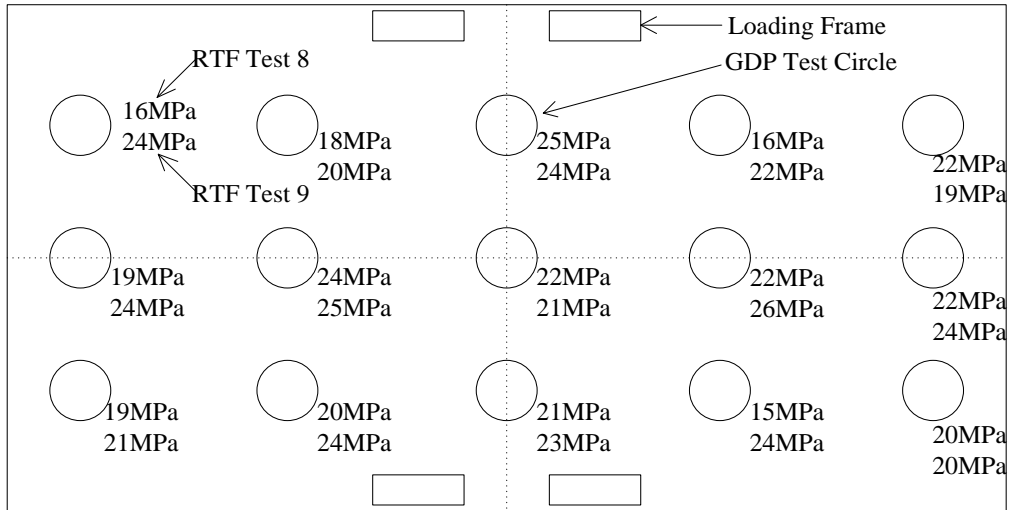 Loading Frame
RTF Test 8
GDP Test Circle
16MPa
24MPa
RTF Test 9
18MPa
20MPa
25MPa
24MPa
16MPa
22MPa
22MPa
19MPa
19MPa
24MPa
24MPa
25MPa
22MPa
21MPa
22MPa
26MPa
22MPa
24MPa
19MPa
21MPa
20MPa
24MPa
21MPa
23MPa
15MPa
24MPa
20MPa
20MPa